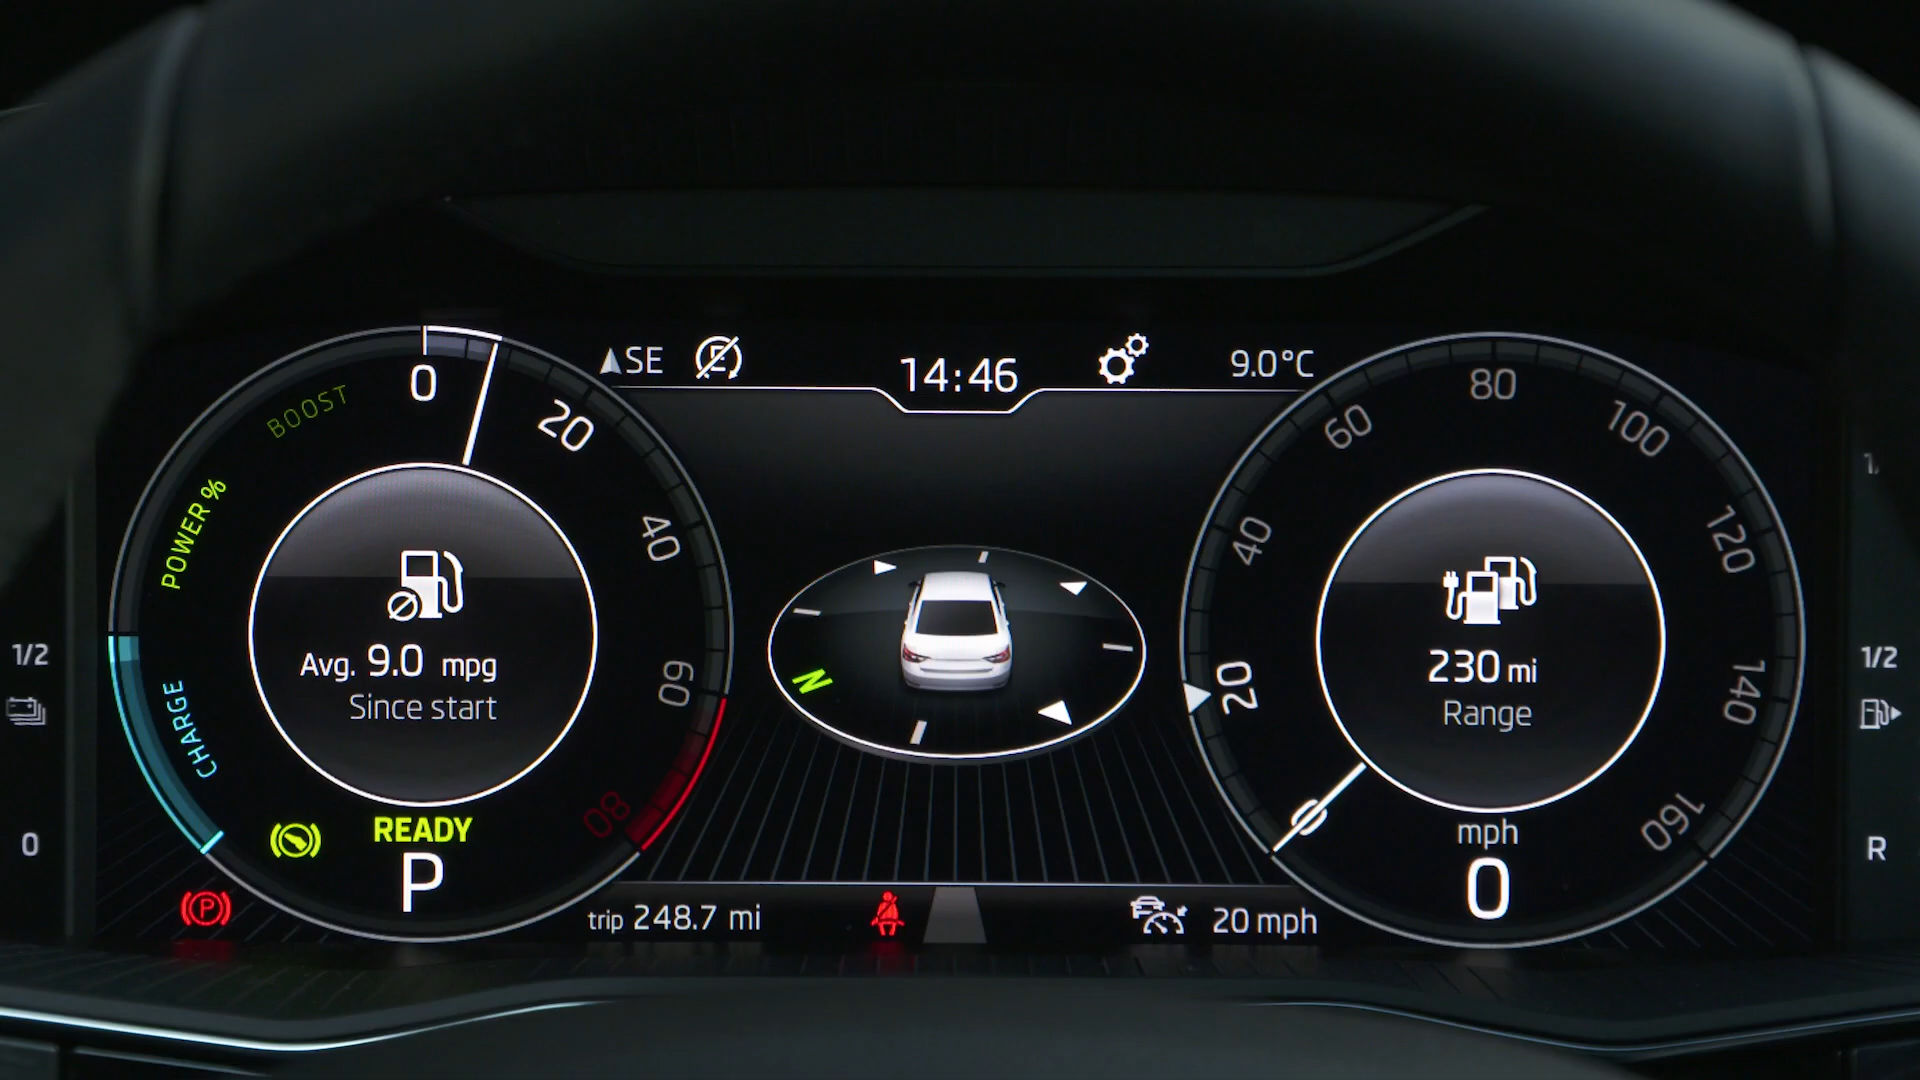 SE
14:46
9.0°C
0
20
40
60
80
BOOST
POWER %
CHARGE
Avg. 9.0 mpg
Since start
READY
P
P
N
0
20
40
60
80
100
120
140
160
230 mi
Range
mph
0
1/2
0
1/2
R
trip 248.7 mi
20 mph